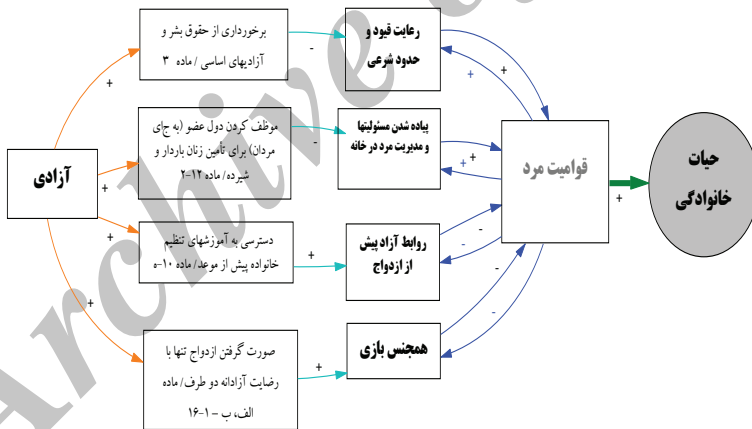 برخورداری از حقوق بشر و
آزادیهای اساسی / ماده ۳
رعایت قیود و
حدود شرعی
موظف کردن دول عضو (به جای
مردان) برای تأمین زنان باردار و
شیرده / ماده ۱۲-۲
پیاده شدن مسئولیتها
و مدیریت مرد در خانه
آزادی
قوامیت مرد
حیات
خانوادگی
دسترسی به آموزشهای تنظیم
خانواده پیش از موعد / ماده ۱۰-ه
روابط آزاد پیش
از ازدواج
صورت گرفتن ازدواج تنها با
رضایت آزادانه دو طرف / ماده
الف، ب - ۱-۱۶
همجنس بازی
+
+
+
+
-
-
+
+
+
+
+
+
-
-
-
-
+
Archive of